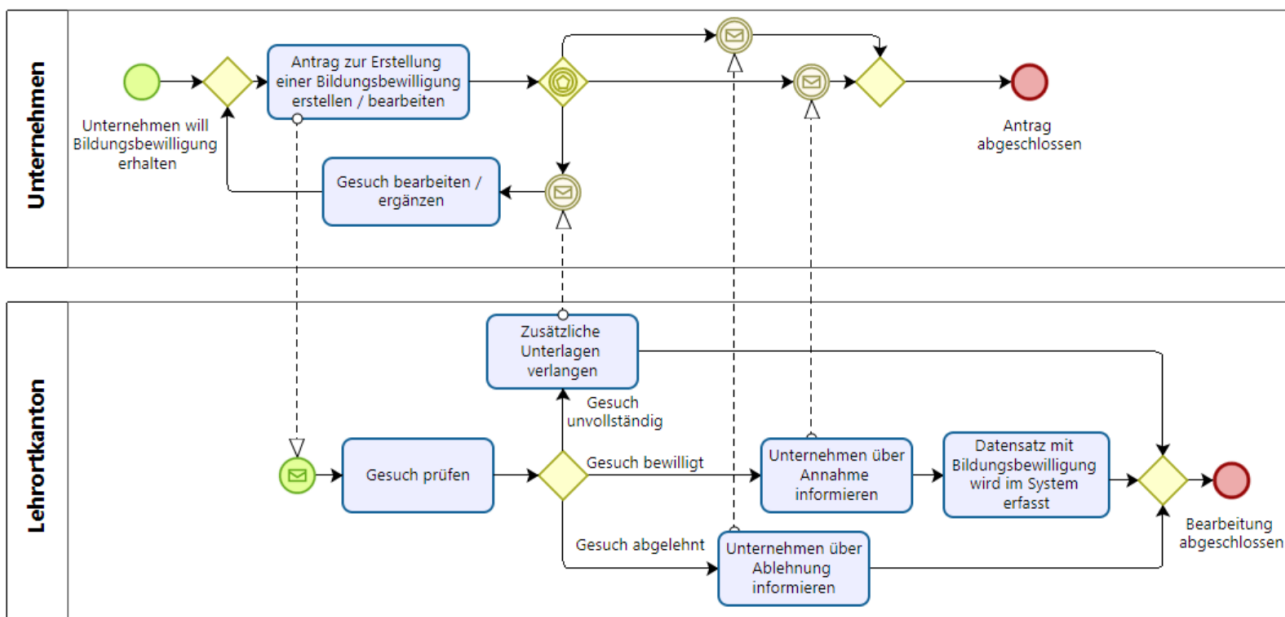 Unternehmen
Unternehmen will
Bildungsbewilligung
erhalten
Antrag zur Erstellung
einer Bildungsbewilligung
erstellen / bearbeiten
Gesuch bearbeiten /
ergänzen
Antrag
abgeschlossen
Lehrortkanton
Gesuch prüfen
Zusätzliche
Unterlagen
verlangen
Gesuch
unvollständig
Gesuch bewilligt
Unternehmen über
Annahme
informieren
Datensatz mit
Bildungsbewilligung
wird im System
erfasst
Gesuch abgelehnt
Unternehmen über
Ablehnung
informieren
Bearbeitung
abgeschlossen